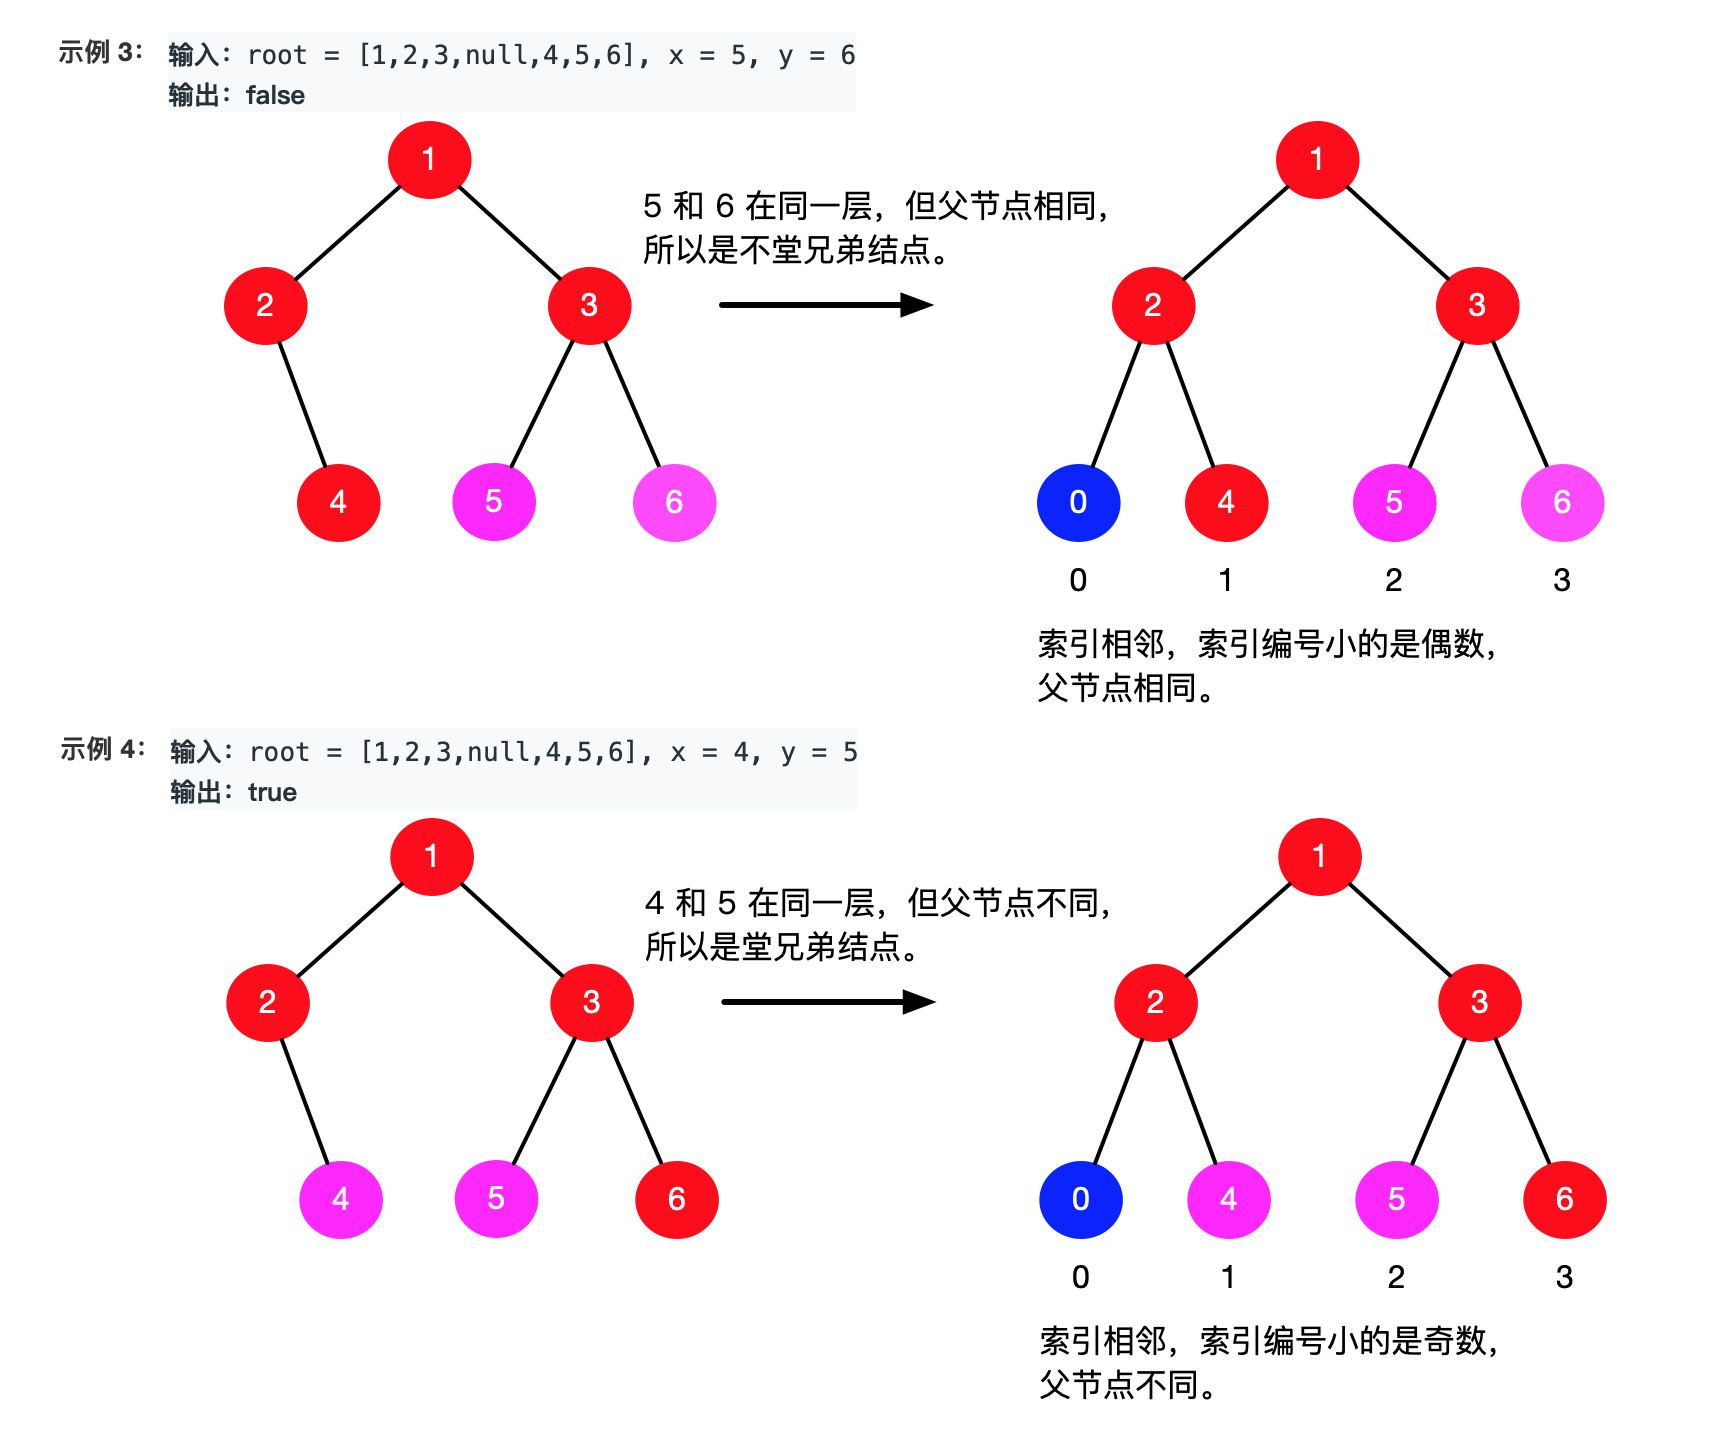 示例 3： 输入：root = [1,2,3,null,4,5,6], x = 5, y = 6
输出：false
1
2
3
4
5
6
5 和 6 在同一层，但父节点相同，
所以是不堂兄弟结点。
1
2
3
0
4
5
6
0
1
2
3
索引相邻，索引编号小的是偶数，
父节点相同。
示例 4： 输入：root = [1,2,3,null,4,5,6], x = 4, y = 5
输出：true
1
2
3
4
5
6
4 和 5 在同一层，但父节点不同，
所以是堂兄弟结点。
1
2
3
0
4
5
6
0
1
2
3
索引相邻，索引编号小的是奇数，
父节点不同。